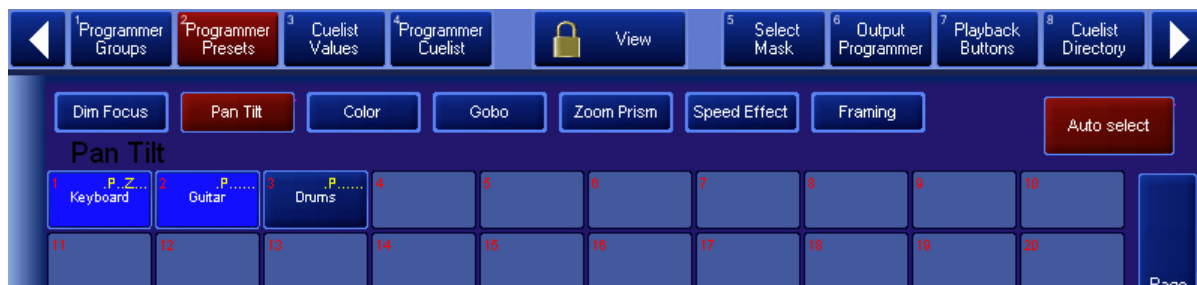 1 Programmer Groups
2 Programmer Presets
3 Cuelist Values
4 Programmer Cuelist
View
5 Select Mask
6 Output Programmer
7 Playback Buttons
8 Cuelist Directory
Dim Focus
Pan Tilt
Color
Gobo
Zoom Prism
Speed Effect
Framing
Auto select
Pan Tilt
1 .P..Z... Keyboard
2 .P...... Guitar
3 .P...... Drums
4
5
6
7
8
9
10
11
12
13
14
15
16
17
18
19
20
Page